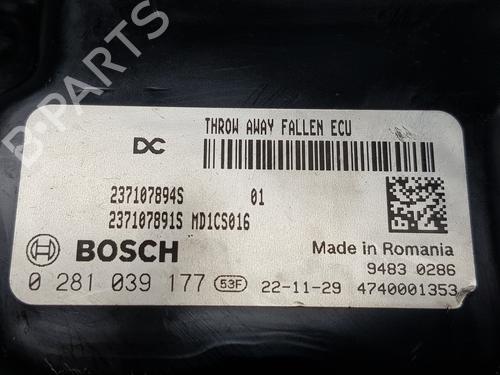 THROW AWAY FALLEN ECU
DC
237107894S 01
237107891S MD1CS016
BOSCH
Made in Romania
9483 0286
0 281 039 177 53F 22-11-29 4740001353
B-PARTS